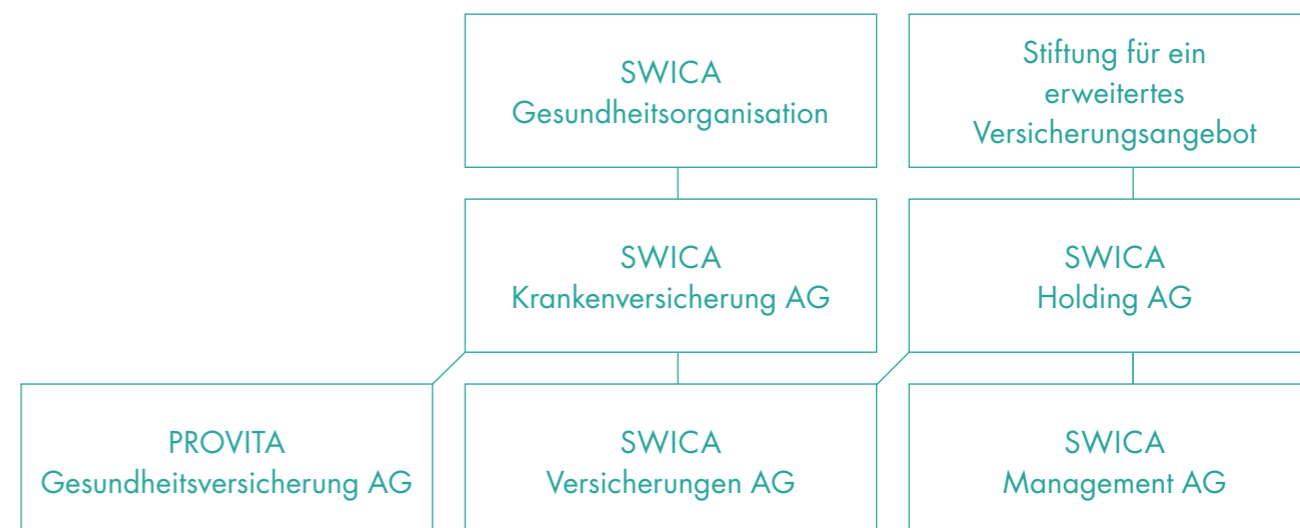 SWICA
Gesundheitsorganisation
Stiftung für ein
erweitertes
Versicherungsangebot
SWICA
Krankenversicherung AG
SWICA
Holding AG
PROVITA
Gesundheitsversicherung AG
SWICA
Versicherungen AG
SWICA
Management AG